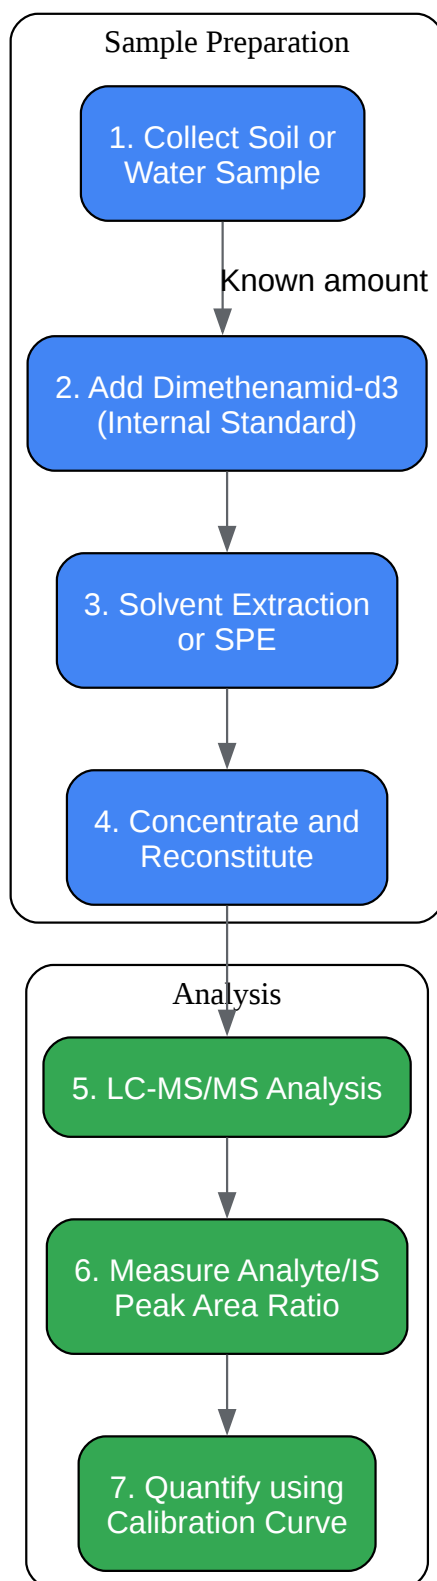 Sample Preparation
1. Collect Soil or
Water Sample
Known amount
2. Add Dimethenamid-d3
(Internal Standard)
3. Solvent Extraction
or SPE
4. Concentrate and
Reconstitute
Analysis
5. LC-MS/MS Analysis
6. Measure Analyte/IS
Peak Area Ratio
7. Quantify using
Calibration Curve